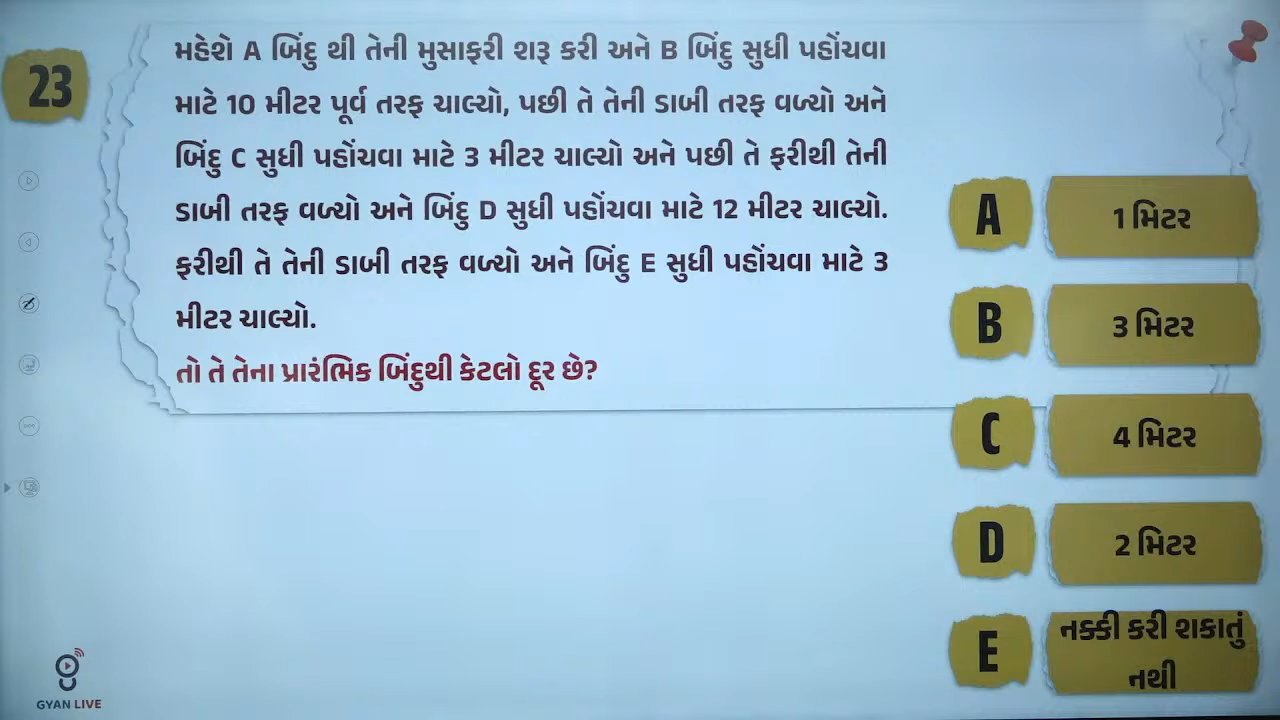 23
મહેશે A બિંદુ થી તેની મુસાફરી શરૂ કરી અને B બિંદુ સુધી પહોંચવા
માટે 10 મીટર પૂર્વ તરફ ચાલ્યો, પછી તે તેની ડાબી તરફ વળ્યો અને
બિંદુ C સુધી પહોંચવા માટે 3 મીટર ચાલ્યો અને પછી તે ફરીથી તેની
ડાબી તરફ વળ્યો અને બિંદુ D સુધી પહોંચવા માટે 12 મીટર ચાલ્યો.
ફરીથી તે તેની ડાબી તરફ વળ્યો અને બિંદુ E સુધી પહોંચવા માટે 3
મીટર ચાલ્યો.
તો તે તેના પ્રારંભિક બિંદુથી કેટલો દૂર છે?
A 1 મિટર
B 3 મિટર
C 4 મિટર
D 2 મિટર
E નક્કી કરી શકાતું
નથી
GYAN LIVE